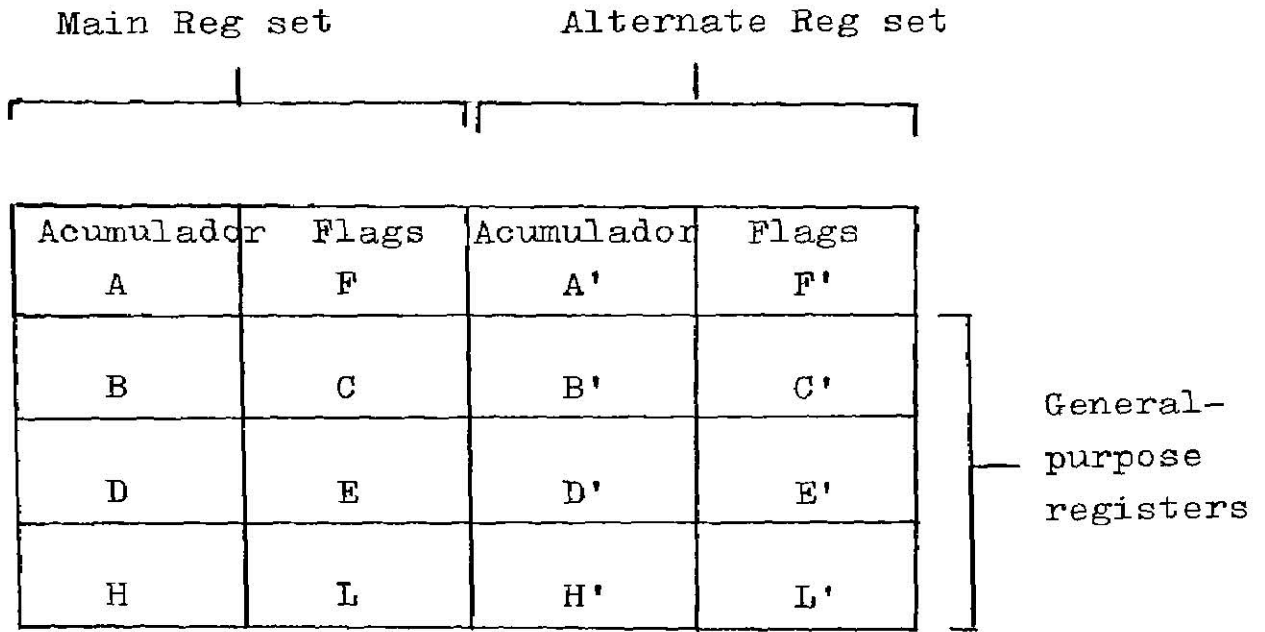 Main Reg set Alternate Reg set
Acumulador Flags Acumulador Flags
A F A' F'
B C B' C'
D E D' E'
H L H' L'
General-
purpose
registers